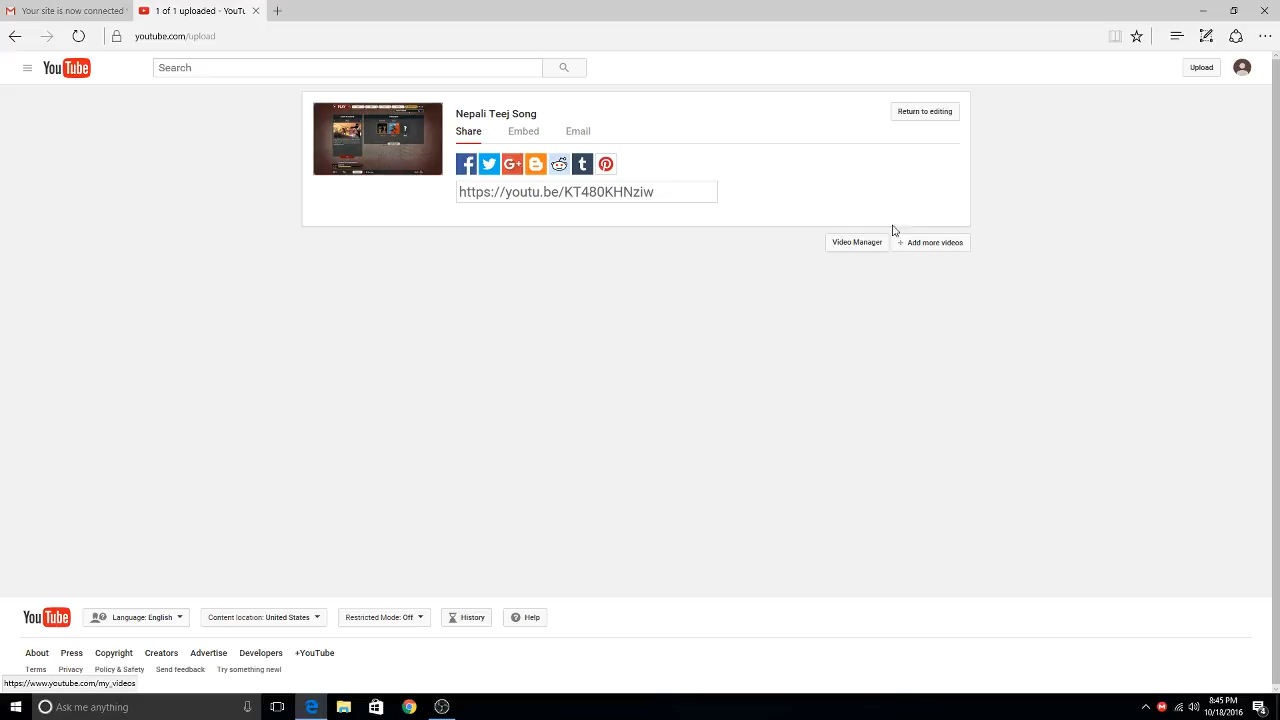 Your site is now connected
1 of 1 uploaded - YouTu
youtube.com/upload
YouTube
Search
Upload
Nepali Teej Song
Return to editing
Share
Embed
Email
https://youtu.be/KT480KHNziw
Video Manager
+ Add more videos
YouTube
Language: English
Content location: United States
Restricted Mode: Off
History
Help
About
Press
Copyright
Creators
Advertise
Developers
+YouTube
Terms
Privacy
Policy & Safety
Send feedback
Try something new!
https://www.youtube.com/my_videos
Ask me anything
8:45 PM
10/18/2016